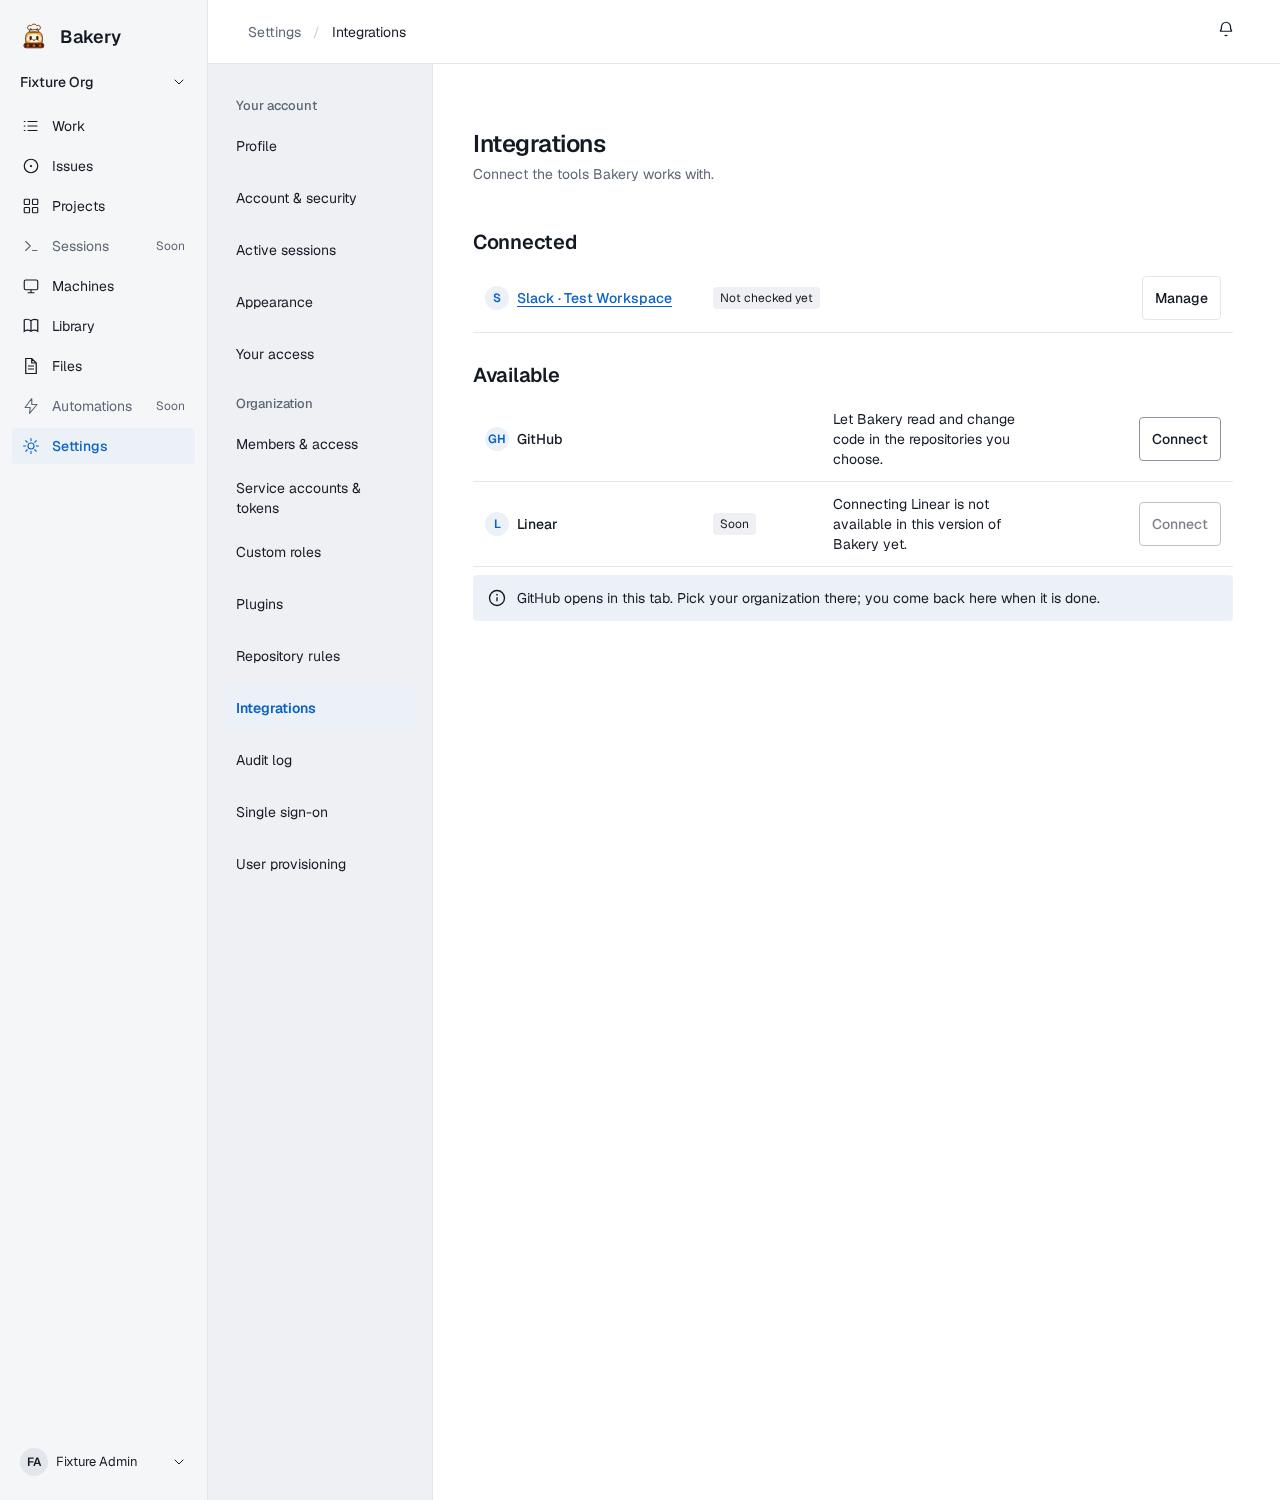 Bakery
Fixture Org
Work
Issues
Projects
Sessions Soon
Machines
Library
Files
Automations Soon
Settings
FA Fixture Admin
Settings / Integrations
Your account
Profile
Account & security
Active sessions
Appearance
Your access
Organization
Members & access
Service accounts &
tokens
Custom roles
Plugins
Repository rules
Integrations
Audit log
Single sign-on
User provisioning
Integrations
Connect the tools Bakery works with.
Connected
S Slack · Test Workspace Not checked yet Manage
Available
GH GitHub
Let Bakery read and change
code in the repositories you
choose.
Connect
L Linear Soon
Connecting Linear is not
available in this version of
Bakery yet.
Connect
GitHub opens in this tab. Pick your organization there; you come back here when it is done.